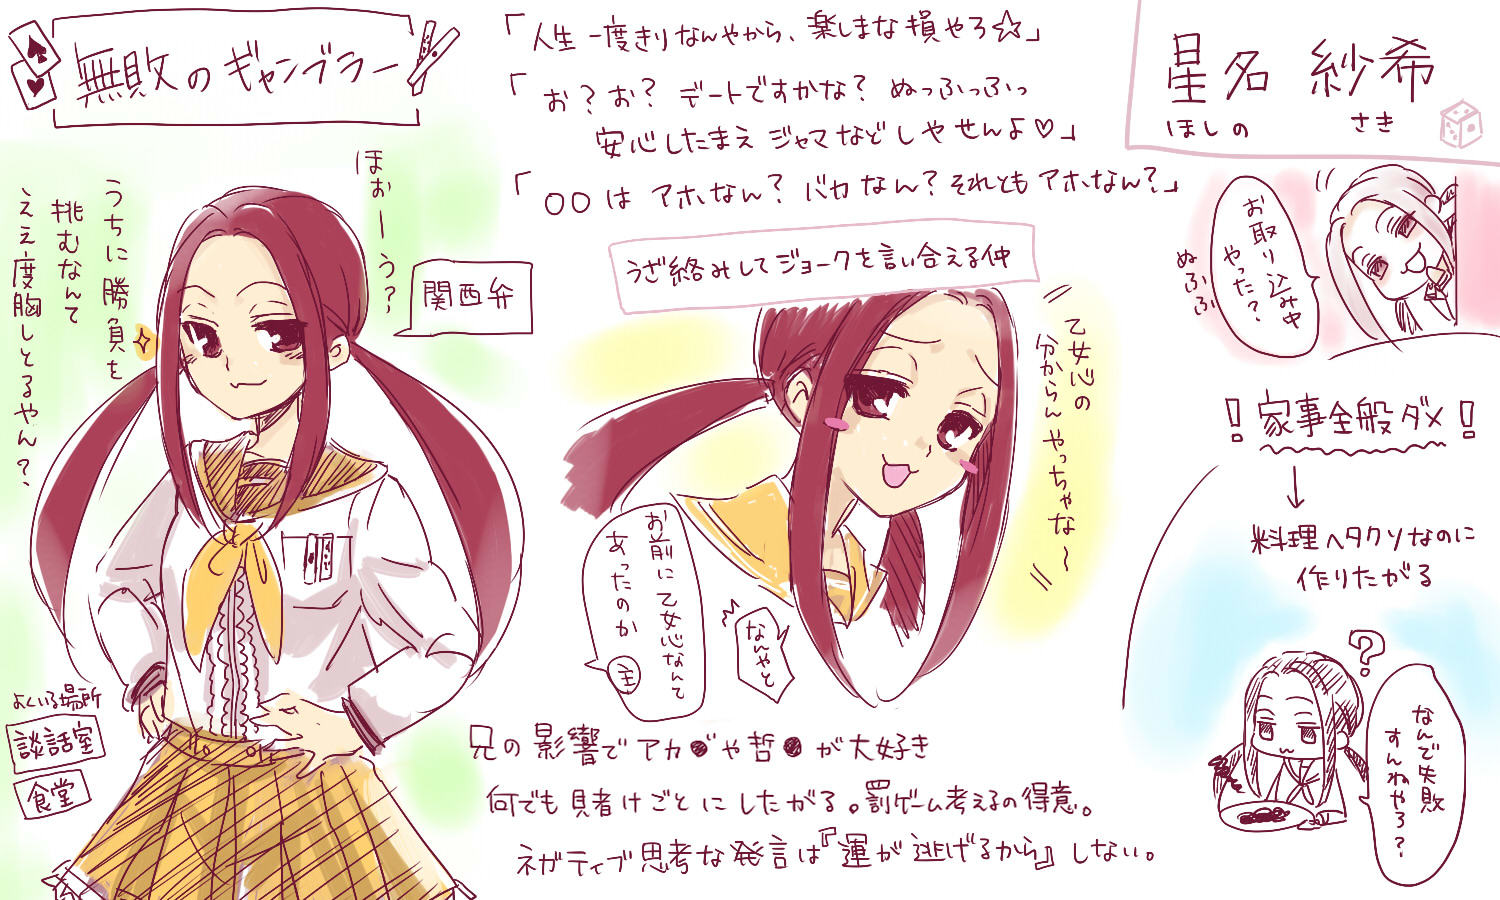 無敗のギャンブラー
「人生一度きりなんやから、楽しまな損やろ☆」
「お?お? デートですかな? ぬっふっふっ
安心したまえ ジャマなどしやせんよ♡」
「○○は アホなん? バカなん? それともアホなん?」
星名 紗希
ほしの さき
ほぉーう?
うちに勝負を
挑むなんて
ええ度胸しとるやん?
関西弁
うざ絡みしてジョークを言い合える仲
乙女心の
分からんやっちゃな〜
お前に乙女心なんて
あったのか
主
なんやと
お取り込み中
やった?
ぬふふ
!家事全般ダメ!
↓
料理ヘタクソなのに
作りたがる
?
なんで失敗
すんねやろ?
よくいる場所
談話室
食堂
兄の影響でアカ●や哲●が大好き
何でも賭けごとにしたがる。罰ゲーム考えるの得意。
ネガティブ思考な発言は『運が逃げるから』しない。